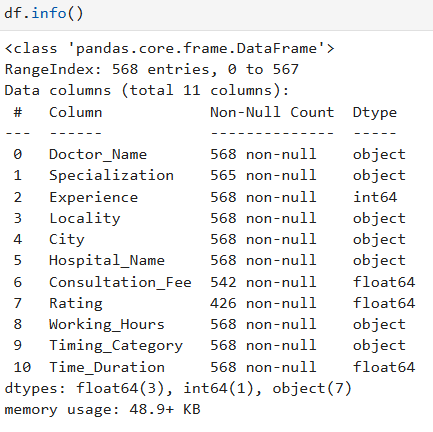 df.info()
<class 'pandas.core.frame.DataFrame'>
RangeIndex: 568 entries, 0 to 567
Data columns (total 11 columns):
 #   Column            Non-Null Count  Dtype
---  ------            --------------  -----
 0   Doctor_Name       568 non-null    object
 1   Specialization    565 non-null    object
 2   Experience        568 non-null    int64
 3   Locality          568 non-null    object
 4   City              568 non-null    object
 5   Hospital_Name     568 non-null    object
 6   Consultation_Fee  542 non-null    float64
 7   Rating            426 non-null    float64
 8   Working_Hours     568 non-null    object
 9   Timing_Category   568 non-null    object
 10  Time_Duration     568 non-null    float64
dtypes: float64(3), int64(1), object(7)
memory usage: 48.9+ KB